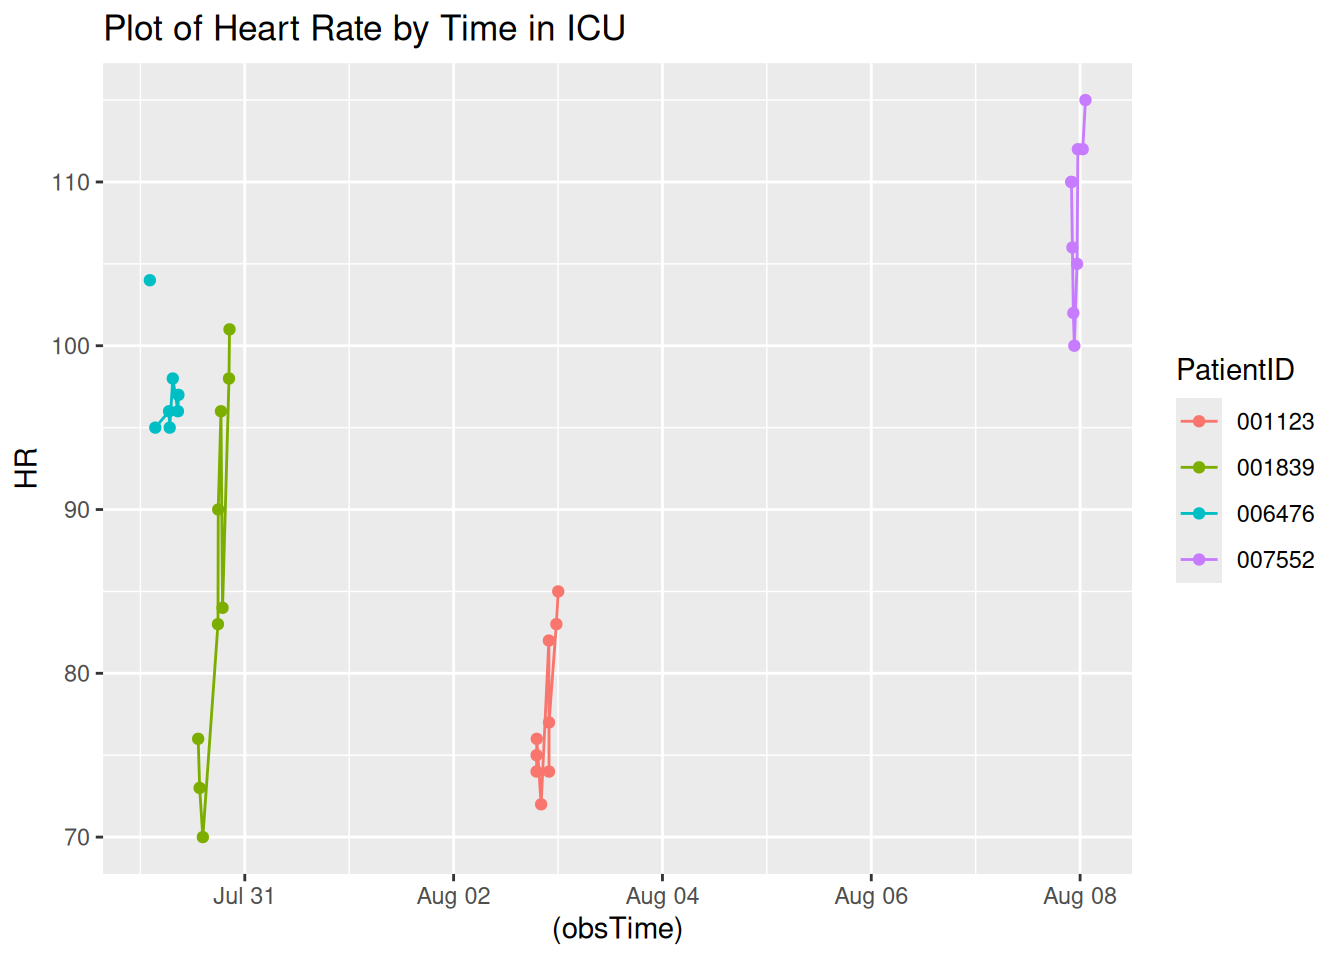 Plot of Heart Rate by Time in ICU
110
100
90
80
70
HR
Jul 31
Aug 02
Aug 04
Aug 06
Aug 08
(obsTime)
PatientID
001123
001839
006476
007552